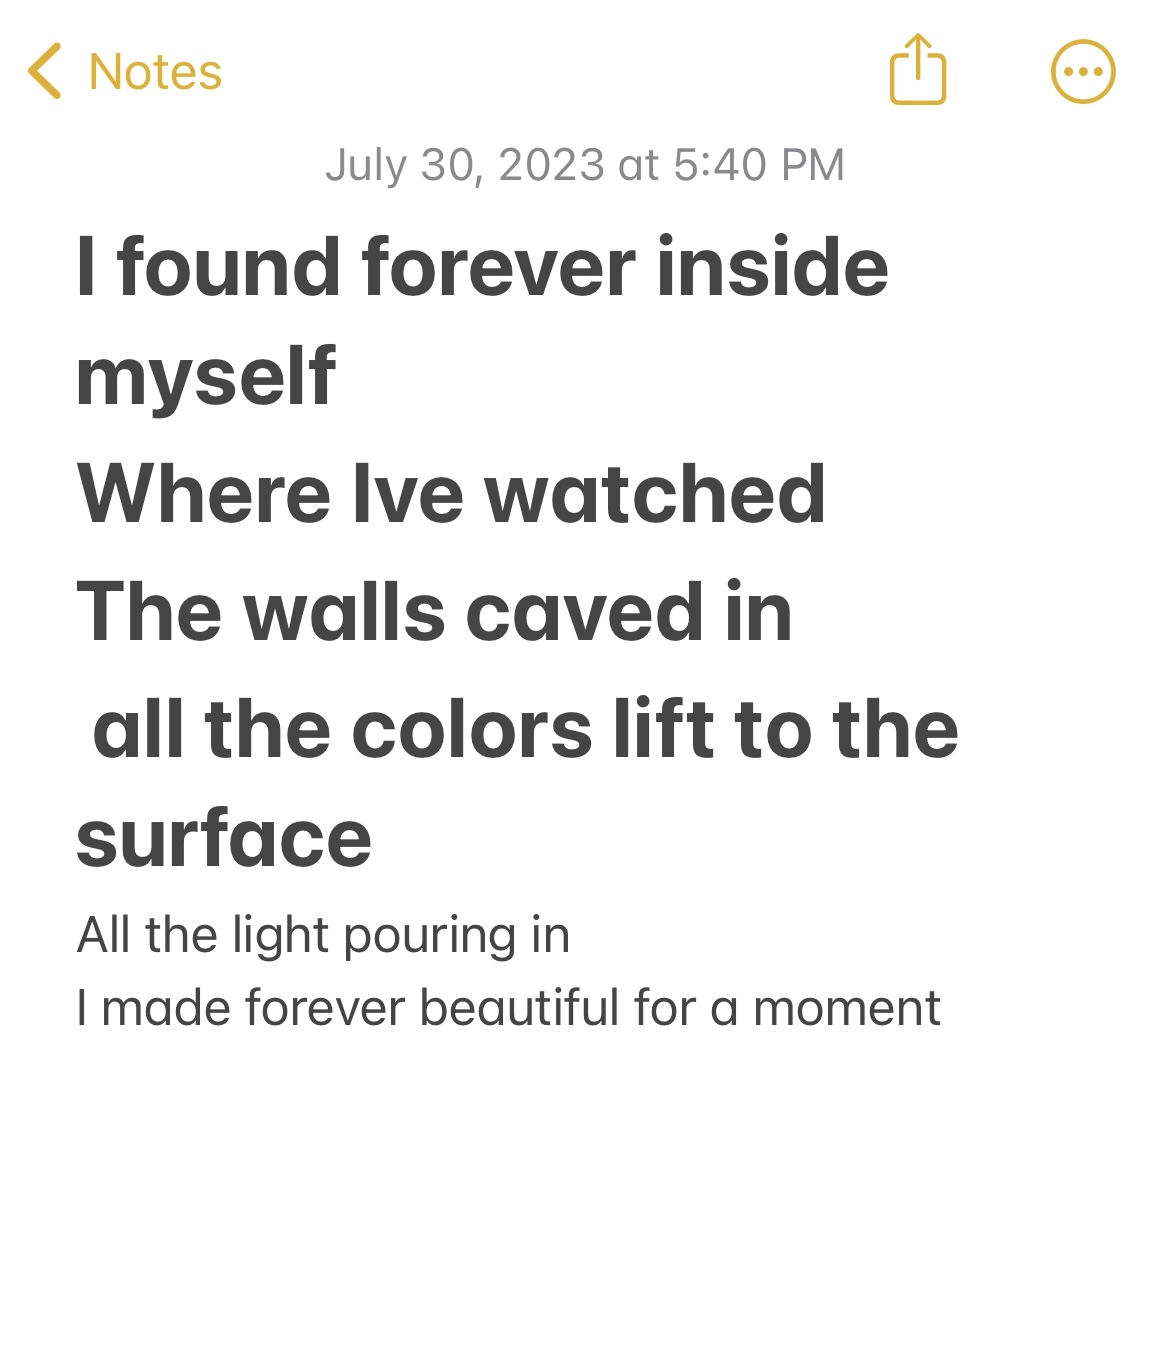 Notes
July 30, 2023 at 5:40 PM
I found forever inside
myself
Where Ive watched
The walls caved in
all the colors lift to the
surface
All the light pouring in
I made forever beautiful for a moment